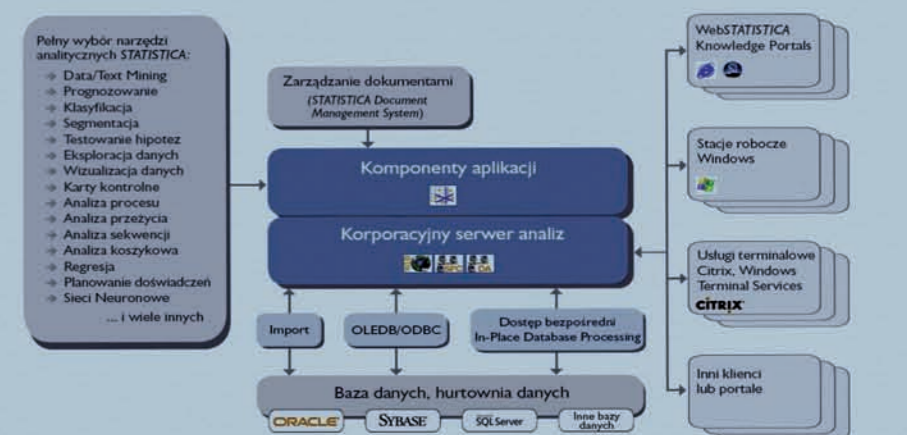 Pełny wybór narzędzi
analitycznych STATISTICA:
Data/Text Mining
Prognozowanie
Klasyfikacja
Segmentacja
Testowanie hipotez
Eksploracja danych
Wizualizacja danych
Karty kontrolne
Analiza procesu
Analiza przeżycia
Analiza sekwencji
Analiza koszykowa
Regresja
Planowanie doświadczeń
Sieci Neuronowe
... i wiele innych
Zarządzanie dokumentami
(STATISTICA Document
Management System)
Komponenty aplikacji
Korporacyjny serwer analiz
Import
OLEDB/ODBC
Dostęp bezpośredni
In-Place Database Processing
Baza danych, hurtownia danych
ORACLE
SYBASE
SQL Server
Inne bazy
danych
WebSTATISTICA
Knowledge Portals
Stacje robocze
Windows
Usługi terminalowe
Citrix, Windows
Terminal Services
CITRIX
Inni klienci
lub portale